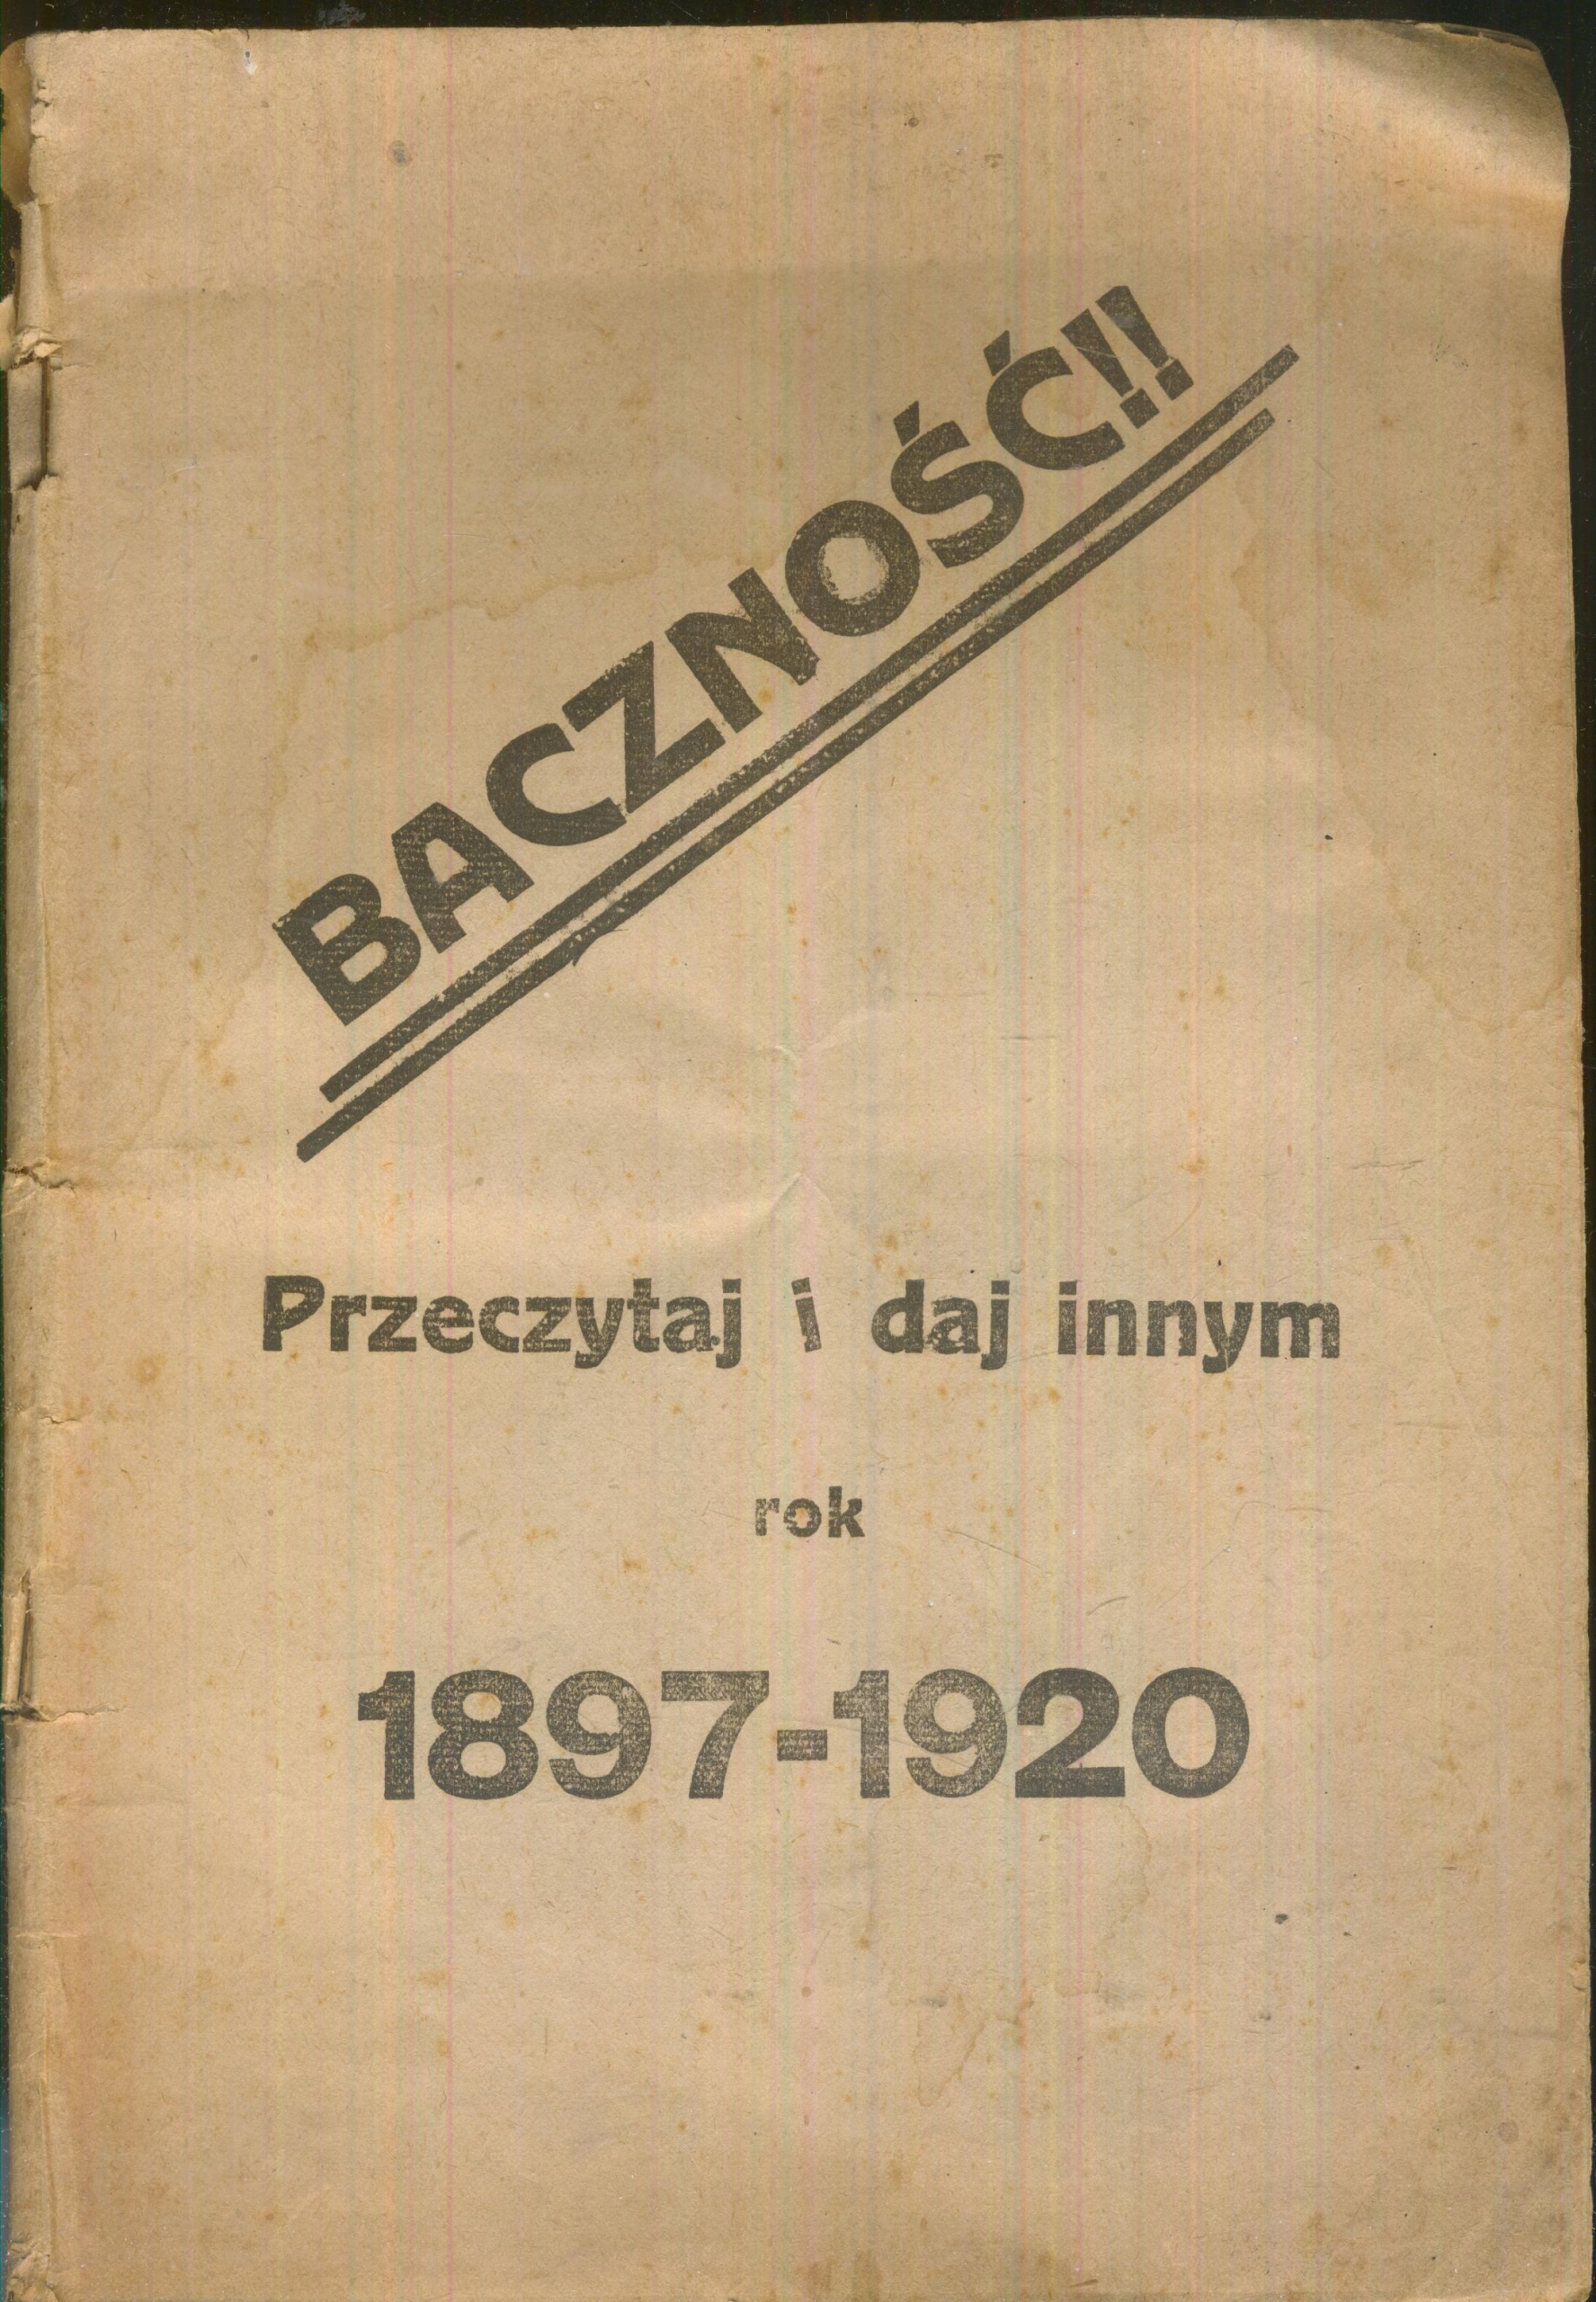 BACZNOŚĆ!!
Przeczytaj i daj innym
rok
1897-1920